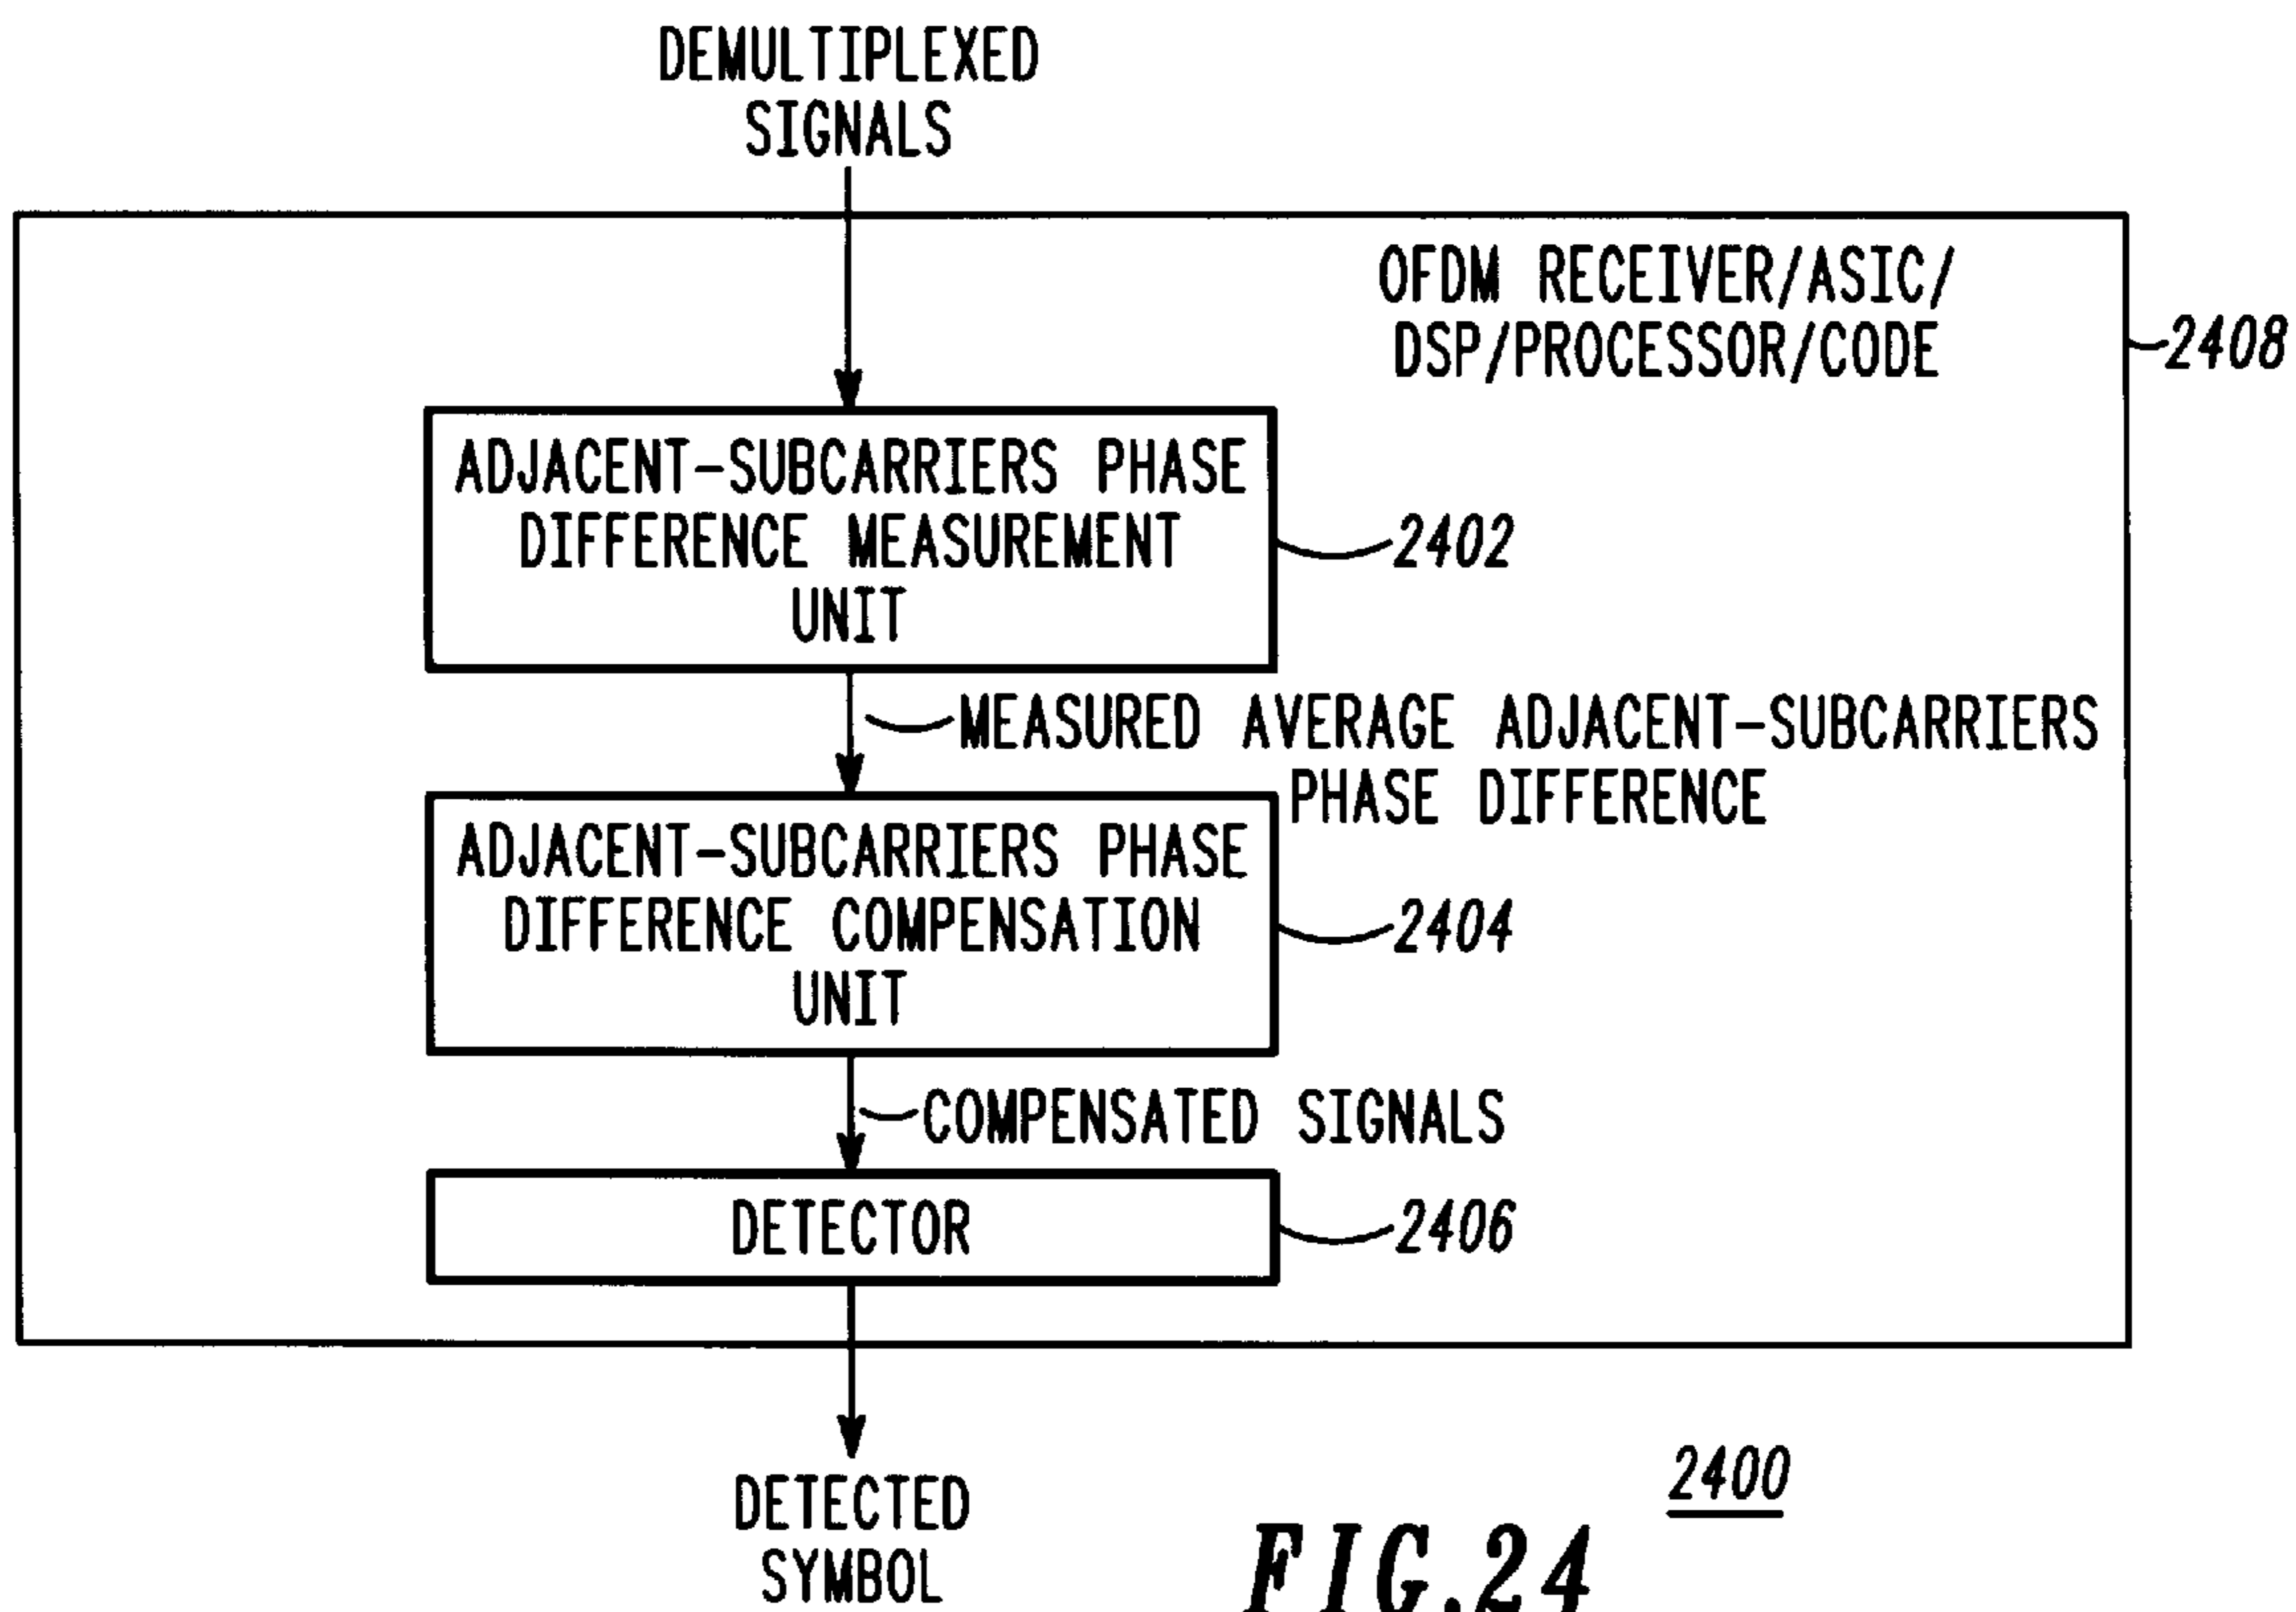 DEMULTIPLEXED
SIGNALS
OFDM RECEIVER/ASIC/
DSP/PROCESSOR/CODE
2408
ADJACENT-SUBCARRIERS PHASE
DIFFERENCE MEASUREMENT
UNIT
2402
MEASURED AVERAGE ADJACENT-SUBCARRIERS
PHASE DIFFERENCE
ADJACENT-SUBCARRIERS PHASE
DIFFERENCE COMPENSATION
UNIT
2404
COMPENSATED SIGNALS
DETECTOR
2406
DETECTED
SYMBOL
2400
FIG.24